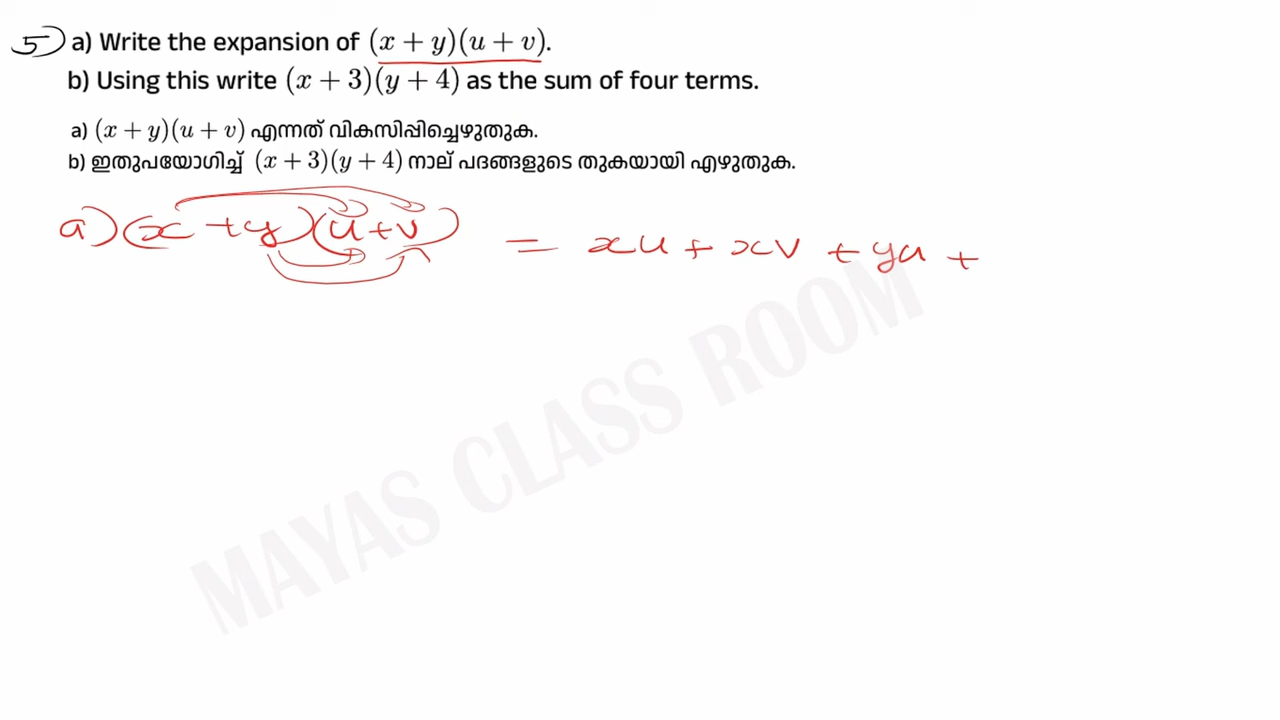 5) a) Write the expansion of (x + y)(u + v).
b) Using this write (x + 3)(y + 4) as the sum of four terms.
a) (x + y)(u + v) എന്നത് വികസിപ്പിച്ചെഴുതുക.
b) ഇതുപയോഗിച്ച് (x + 3)(y + 4) നാല് പദങ്ങളുടെ തുകയായി എഴുതുക.
a) (x + y)(u + v) = xu + xv + yu +
MAYAS CLASS ROOM